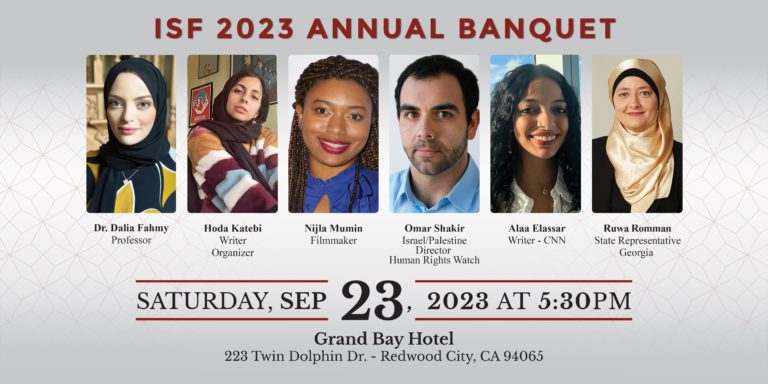 ISF 2023 ANNUAL BANQUET
Dr. Dalia Fahmy
Professor
Hoda Katebi
Writer
Organizer
Nijla Mumin
Filmmaker
Omar Shakir
Israel/Palestine
Director
Human Rights Watch
Alaa Elassar
Writer - CNN
Ruwa Romman
State Representative
Georgia
SATURDAY, SEP 23, 2023 AT 5:30PM
Grand Bay Hotel
223 Twin Dolphin Dr. - Redwood City, CA 94065